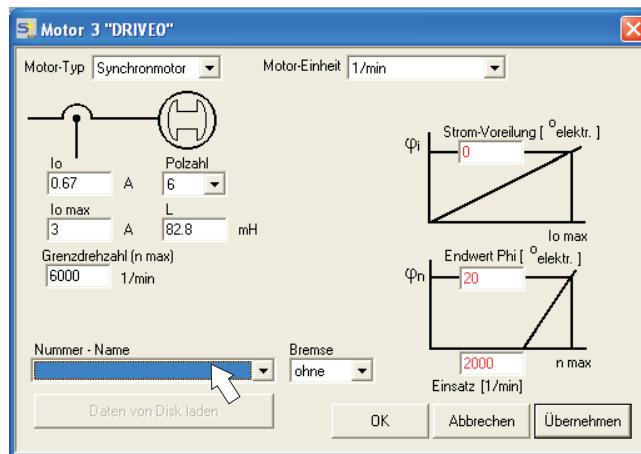 Motor 3 "DRIVE0"
Motor-Typ Synchronmotor Motor-Einheit 1/min
Io Polzahl
0.67 A 6
Io max L
3 A 82.8 mH
Grenzdrehzahl (n max)
6000 1/min
φi Strom-Voreilung [ °elektr. ]
0
Io max
φn Endwert Phi [ °elektr. ]
20
2000 n max
Einsatz [1/min]
Nummer - Name Bremse
ohne
Daten von Disk laden
OK Abbrechen Übernehmen